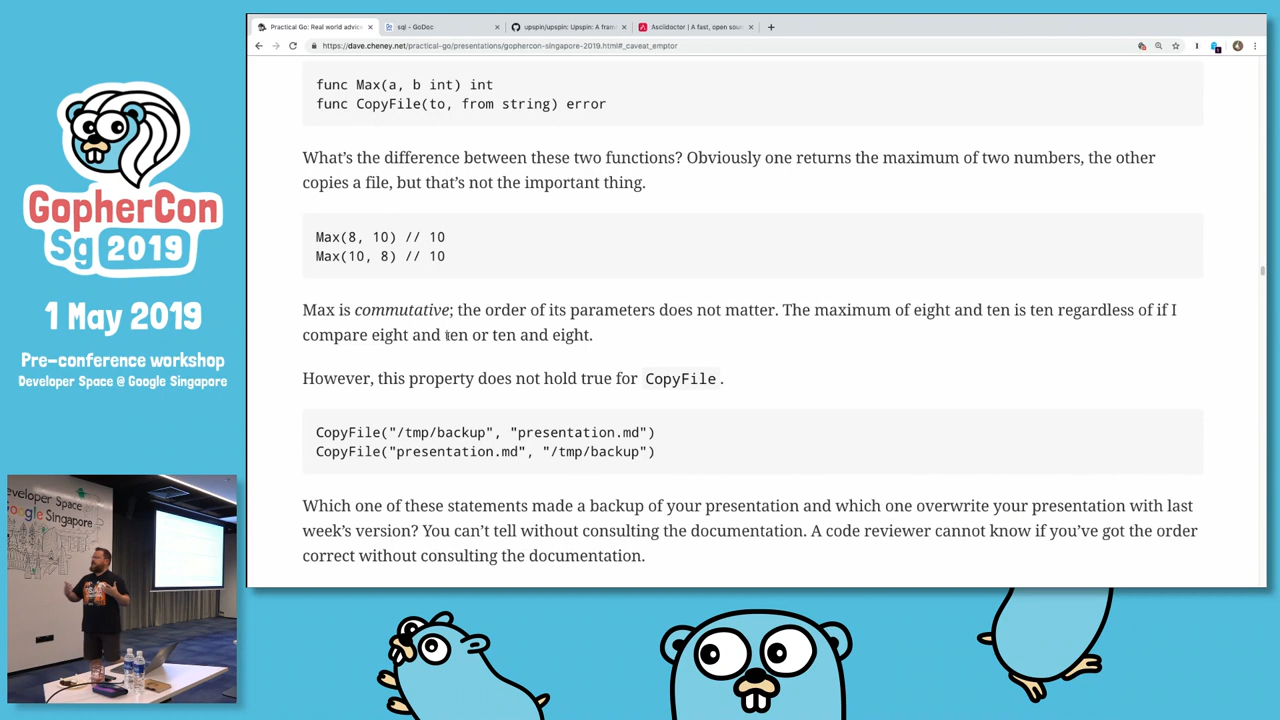 Practical Go: Real world advice
sql - GoDoc
upspin/upspin: Upspin: A fram
Asciidoctor | A fast, open sour
https://dave.cheney.net/practical-go/presentations/gophercon-singapore-2019.html#_caveat_emptor
func Max(a, b int) int
func CopyFile(to, from string) error
What’s the difference between these two functions? Obviously one returns the maximum of two numbers, the other
copies a file, but that’s not the important thing.
Max(8, 10) // 10
Max(10, 8) // 10
Max is commutative; the order of its parameters does not matter. The maximum of eight and ten is ten regardless of if I
compare eight and ten or ten and eight.
However, this property does not hold true for CopyFile.
CopyFile("/tmp/backup", "presentation.md")
CopyFile("presentation.md", "/tmp/backup")
Which one of these statements made a backup of your presentation and which one overwrite your presentation with last
week’s version? You can’t tell without consulting the documentation. A code reviewer cannot know if you’ve got the order
correct without consulting the documentation.
GopherCon
Sg 2019
1 May 2019
Pre-conference workshop
Developer Space @ Google Singapore
eveloper Space
Google Singapore